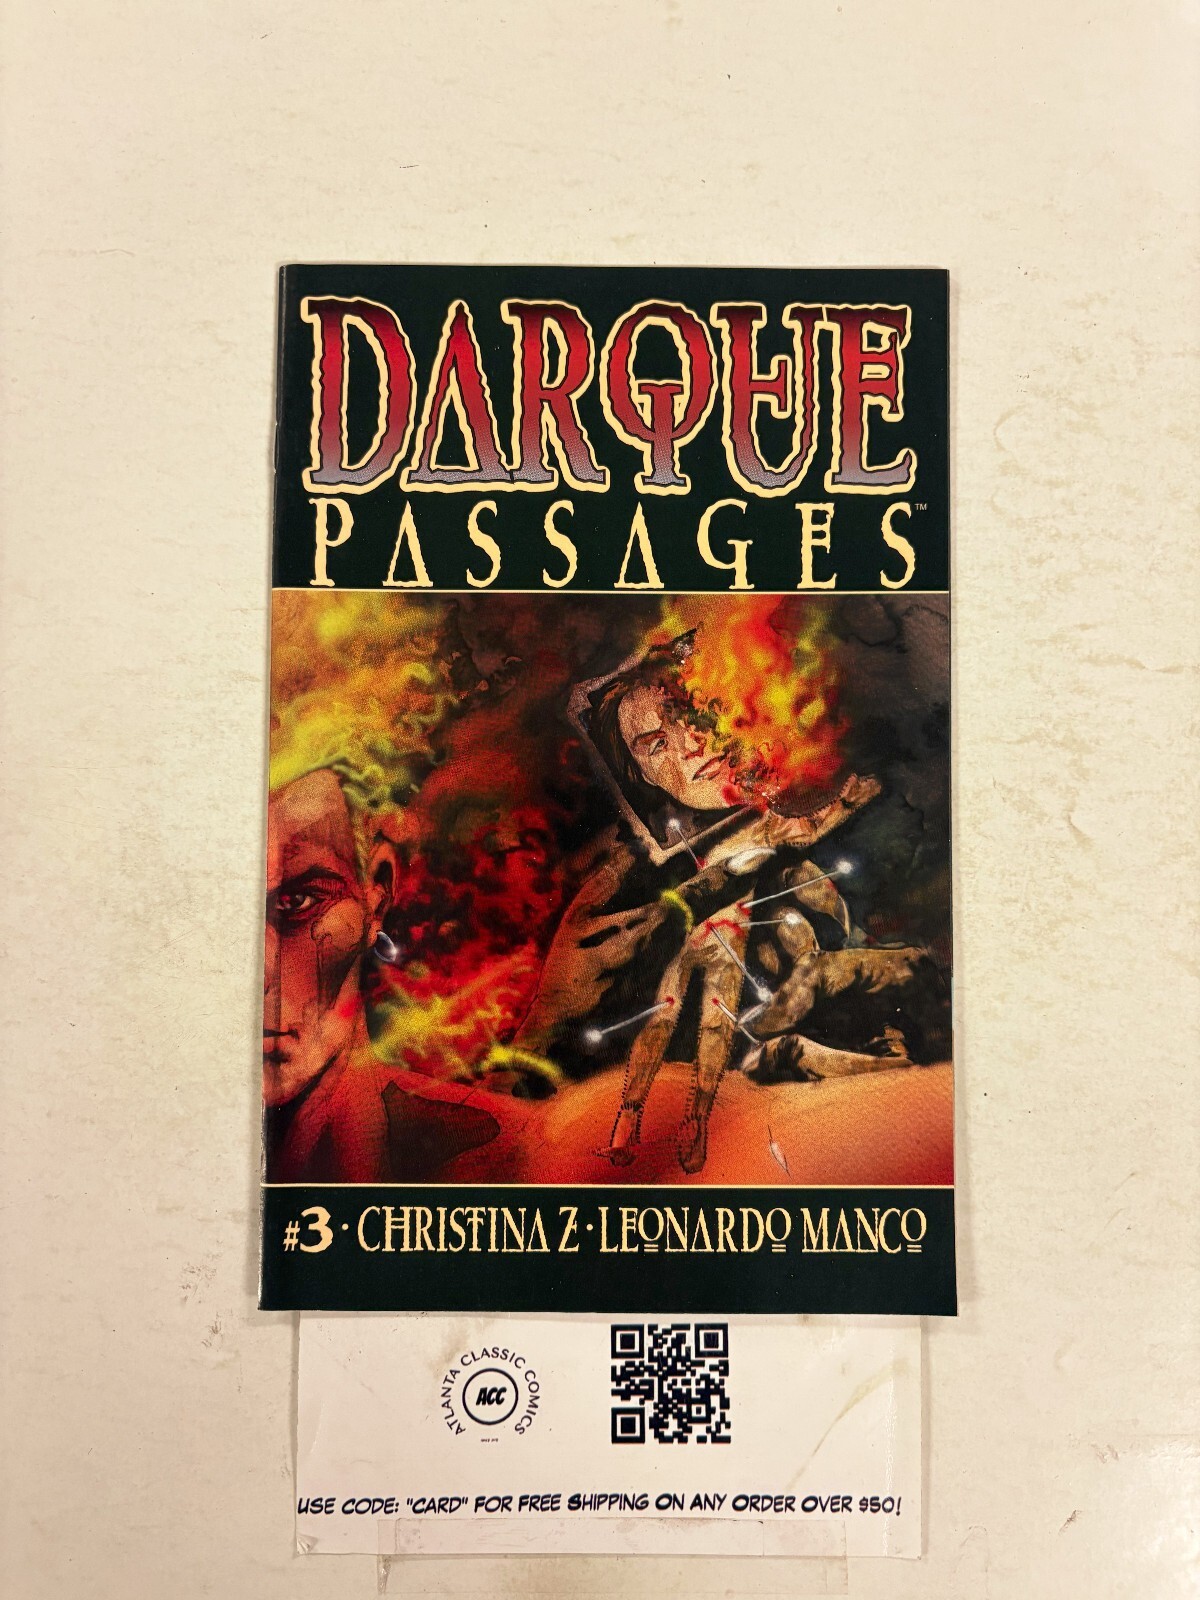 DARQUE
PASSAGES™
#3 · CHRISTINA Z · LEONARDO MANCO
ATLANTA CLASSIC COMICS
ACC
USE CODE: "CARD" FOR FREE SHIPPING ON ANY ORDER OVER $50!